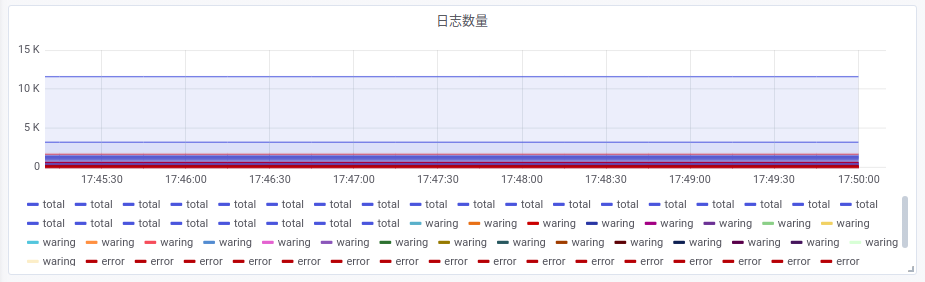 日志数量
15 K
10 K
5 K
0
17:45:30 17:46:00 17:46:30 17:47:00 17:47:30 17:48:00 17:48:30 17:49:00 17:49:30 17:50:00
total total total total total total total total total total total total total total total total total total
total total total total total total total total waring waring waring waring waring waring waring waring
waring waring waring waring waring waring waring waring waring waring waring waring waring waring waring
waring error error error error error error error error error error error error error error error error